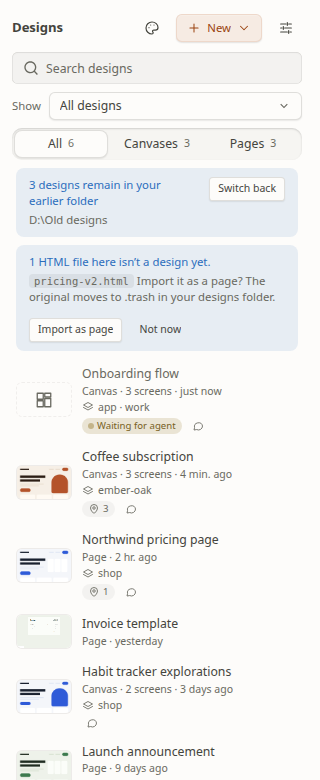 Designs
New
Search designs
Show
All designs
All 6
Canvases 3
Pages 3
3 designs remain in your
earlier folder
D:\Old designs
Switch back
1 HTML file here isn’t a design yet.
pricing-v2.html Import it as a page? The
original moves to .trash in your designs folder.
Import as page
Not now
Onboarding flow
Canvas · 3 screens · just now
app · work
Waiting for agent
Coffee subscription
Canvas · 3 screens · 4 min. ago
ember-oak
3
Northwind pricing page
Page · 2 hr. ago
shop
1
Invoice template
Page · yesterday
Habit tracker explorations
Canvas · 2 screens · 3 days ago
shop
Launch announcement
Page · 9 days ago